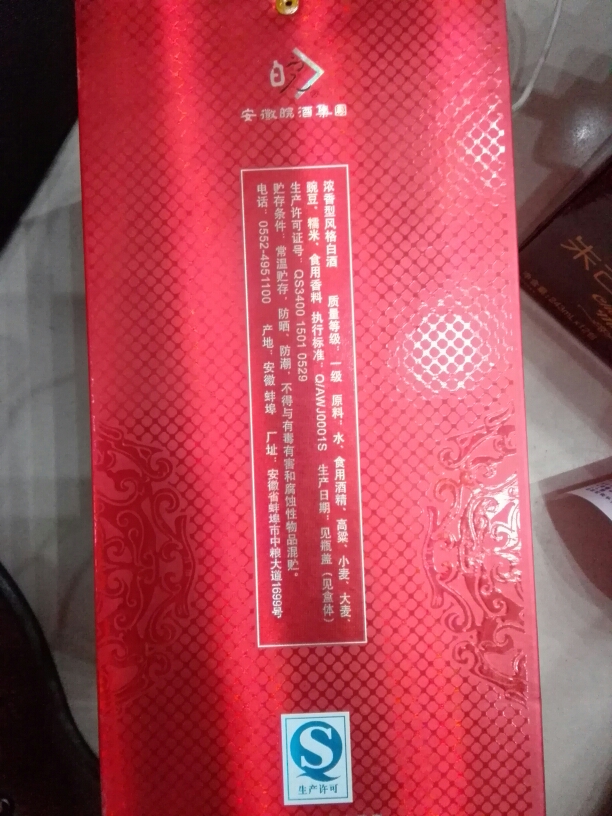 皖
安徽皖酒集團
浓香型风格白酒 质量等级：一级 原料：水、食用酒精、高粱、小麦、大麦、
豌豆、糯米、食用香料 执行标准：Q/AWJ0001S 生产日期：见瓶盖（见盒体）
生产许可证号：QS3400 1501 0529
贮存条件：常温贮存，防晒、防潮，不得与有毒有害和腐蚀性物品混贮。
电话：0552-4951100 产地：安徽 蚌埠 厂址：安徽省蚌埠市中粮大道1699号
生产许可